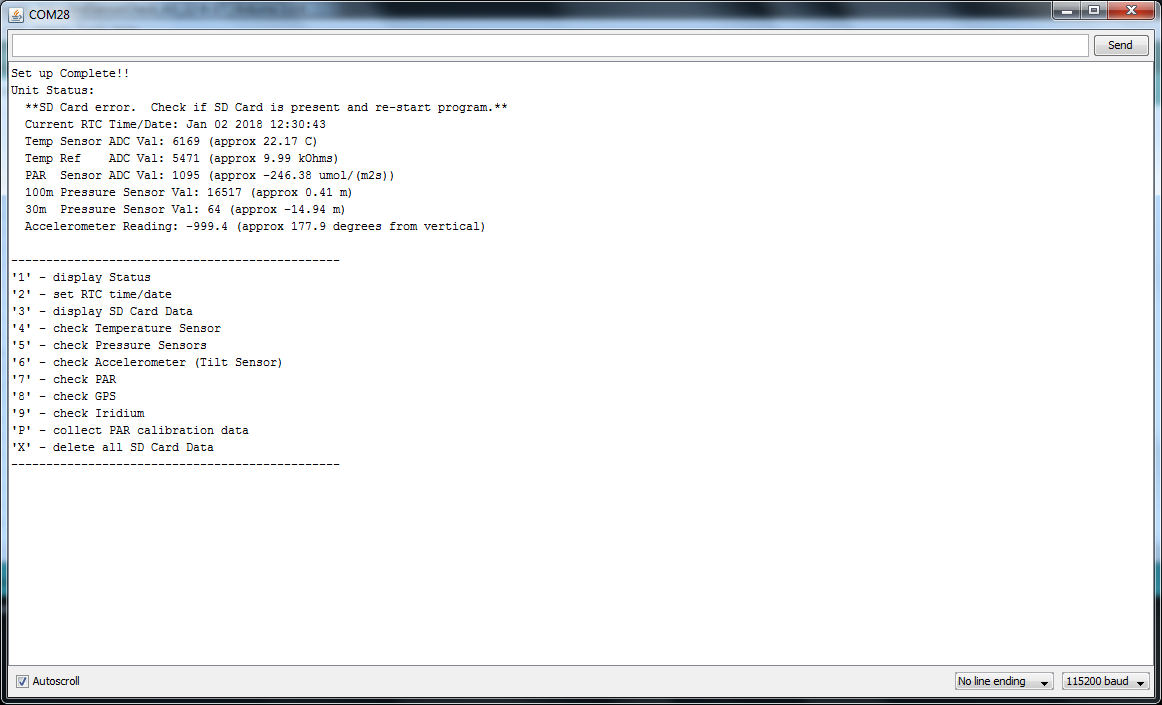 COM28
Send
Set up Complete!!
Unit Status:
  **SD Card error.  Check if SD Card is present and re-start program.**
  Current RTC Time/Date: Jan 02 2018 12:30:43
  Temp Sensor ADC Val: 6169 (approx 22.17 C)
  Temp Ref    ADC Val: 5471 (approx 9.99 kOhms)
  PAR  Sensor ADC Val: 1095 (approx -246.38 umol/(m2s))
  100m Pressure Sensor Val: 16517 (approx 0.41 m)
  30m  Pressure Sensor Val: 64 (approx -14.94 m)
  Accelerometer Reading: -999.4 (approx 177.9 degrees from vertical)
-----------------------------------------------
'1' - display Status
'2' - set RTC time/date
'3' - display SD Card Data
'4' - check Temperature Sensor
'5' - check Pressure Sensors
'6' - check Accelerometer (Tilt Sensor)
'7' - check PAR
'8' - check GPS
'9' - check Iridium
'P' - collect PAR calibration data
'X' - delete all SD Card Data
-----------------------------------------------
Autoscroll
No line ending
115200 baud